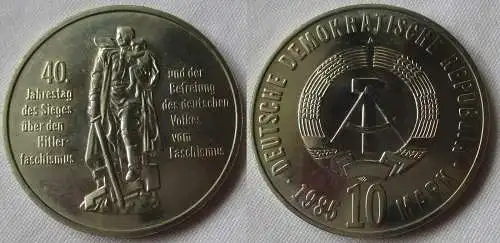 40.
Jahrestag
des Sieges
über den
Hitler-
faschismus
und der
Befreiung
des deutschen
Volkes
vom
Faschismus
· DEUTSCHE DEMOKRATISCHE REPUBLIK ·
1985 10 MARK